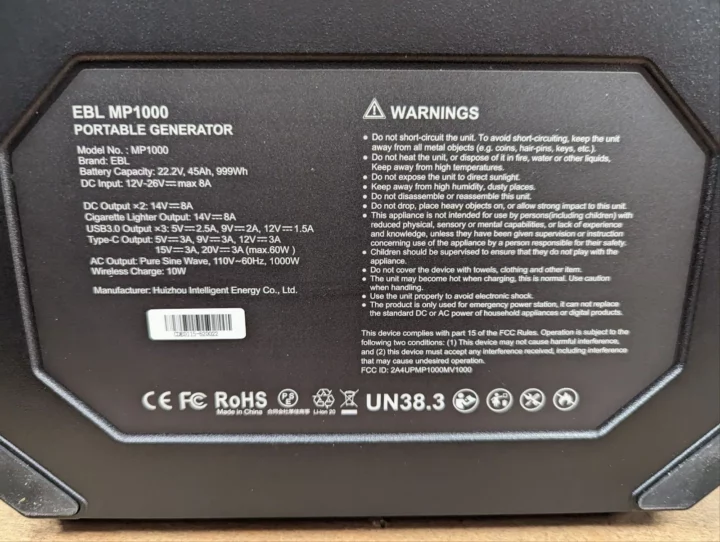 EBL MP1000
PORTABLE GENERATOR
Model No. : MP1000
Brand: EBL
Battery Capacity: 22.2V, 45Ah, 999Wh
DC Input: 12V-26V⎓max 8A
DC Output ×2: 14V⎓8A
Cigarette Lighter Output: 14V⎓8A
USB3.0 Output ×3: 5V⎓2.5A, 9V⎓2A, 12V⎓1.5A
Type-C Output: 5V⎓3A, 9V⎓3A, 12V⎓3A
15V⎓3A, 20V⎓3A (max.60W )
AC Output: Pure Sine Wave, 110V~60Hz, 1000W
Wireless Charge: 10W
Manufacturer: Huizhou Intelligent Energy Co., Ltd.
WARNINGS
• Do not short-circuit the unit. To avoid short-circuiting, keep the unit
away from all metal objects (e.g. coins, hair-pins, keys, etc.).
• Do not heat the unit, or dispose of it in fire, water or other liquids,
Keep away from high temperatures.
• Do not expose the unit to direct sunlight.
• Keep away from high humidity, dusty places.
• Do not disassemble or reassemble this unit.
• Do not drop, place heavy objects on, or allow strong impact to this unit.
• This appliance is not intended for use by persons(including children) with
reduced physical, sensory or mental capabilities, or lack of experience
and knowledge, unless they have been given supervision or instruction
concerning use of the appliance by a person responsible for their safety.
• Children should be supervised to ensure that they do not play with the
appliance.
• Do not cover the device with towels, clothing and other item.
• The unit may become hot when charging, this is normal. Use caution
when handling.
• Use the unit properly to avoid electronic shock.
• The product is only used for emergency power station, it can not replace
the standard DC or AC power of household appliances or digital products.
This device complies with part 15 of the FCC Rules. Operation is subject to the
following two conditions: (1) This device may not cause harmful interference,
and (2) this device must accept any interference received, including interference
that may cause undesired operation.
FCC ID: 2A4UPMP1000MV1000
CE FC RoHS PSE Li-ion 20 UN38.3
Made in China